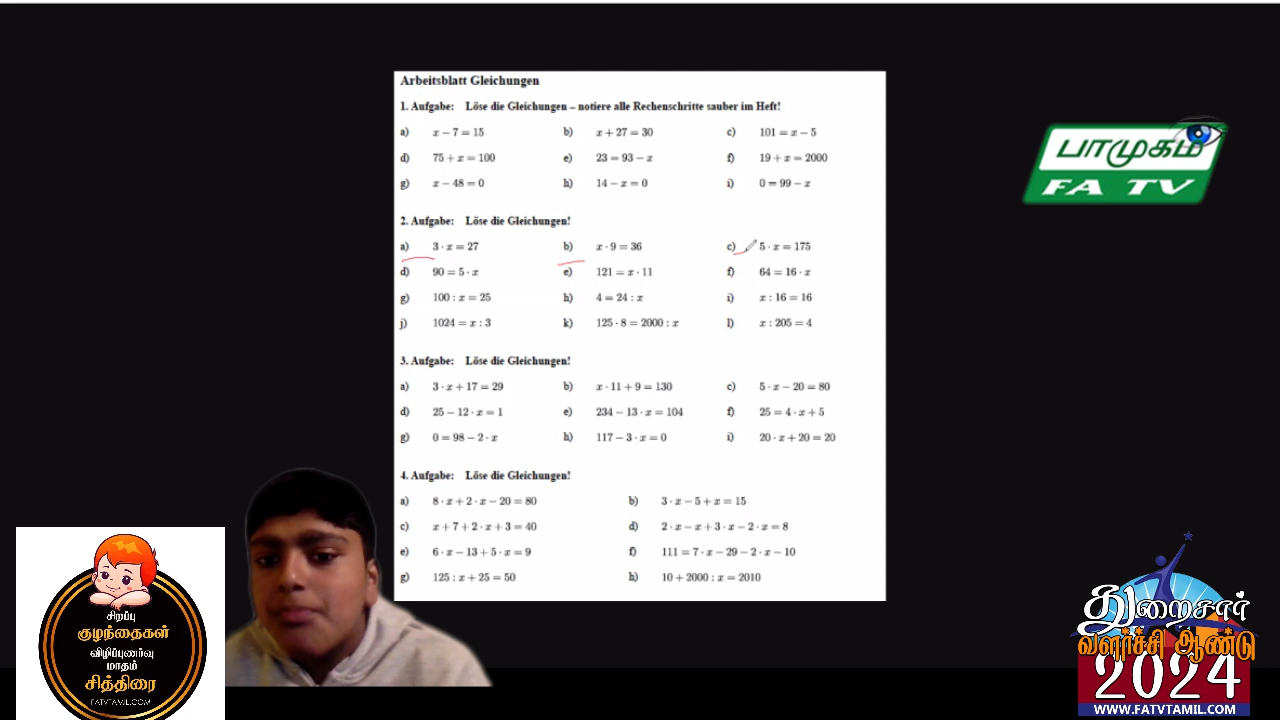 Arbeitsblatt Gleichungen
1. Aufgabe: Löse die Gleichungen – notiere alle Rechenschritte sauber im Heft!
a) x − 7 = 15 b) x + 27 = 30 c) 101 = x − 5
d) 75 + x = 100 e) 23 = 93 − x f) 19 + x = 2000
g) x − 48 = 0 h) 14 − x = 0 i) 0 = 99 − x
2. Aufgabe: Löse die Gleichungen!
a) 3 · x = 27 b) x · 9 = 36 c) 5 · x = 175
d) 90 = 5 · x e) 121 = x · 11 f) 64 = 16 · x
g) 100 : x = 25 h) 4 = 24 : x i) x : 16 = 16
j) 1024 = x : 3 k) 125 · 8 = 2000 : x l) x : 205 = 4
3. Aufgabe: Löse die Gleichungen!
a) 3 · x + 17 = 29 b) x · 11 + 9 = 130 c) 5 · x − 20 = 80
d) 25 − 12 · x = 1 e) 234 − 13 · x = 104 f) 25 = 4 · x + 5
g) 0 = 98 − 2 · x h) 117 − 3 · x = 0 i) 20 · x + 20 = 20
4. Aufgabe: Löse die Gleichungen!
a) 8 · x + 2 · x − 20 = 80 b) 3 · x − 5 + x = 15
c) x + 7 + 2 · x + 3 = 40 d) 2 · x − x + 3 · x − 2 · x = 8
e) 6 · x − 13 + 5 · x = 9 f) 111 = 7 · x − 29 − 2 · x − 10
g) 125 : x + 25 = 50 h) 10 + 2000 : x = 2010
பாமுகம்
FA TV
சிறப்பு
குழந்தைகள்
விழிப்புணர்வு
மாதம்
சித்திரை
FATVTAMIL.COM
துறைசார்
வளர்ச்சி ஆண்டு
2024
WWW.FATVTAMIL.COM